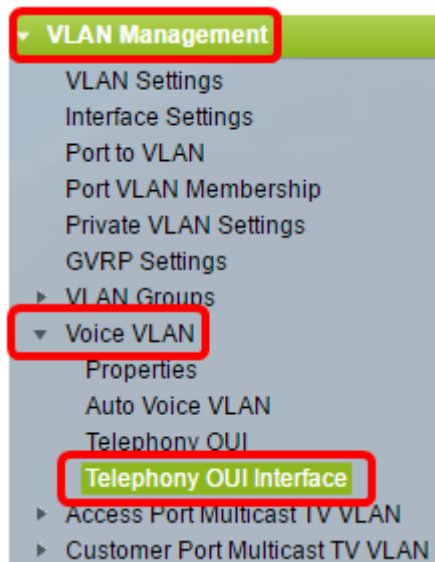 VLAN Management
VLAN Settings
Interface Settings
Port to VLAN
Port VLAN Membership
Private VLAN Settings
GVRP Settings
VLAN Groups
Voice VLAN
Properties
Auto Voice VLAN
Telephony OUI
Telephony OUI Interface
Access Port Multicast TV VLAN
Customer Port Multicast TV VLAN